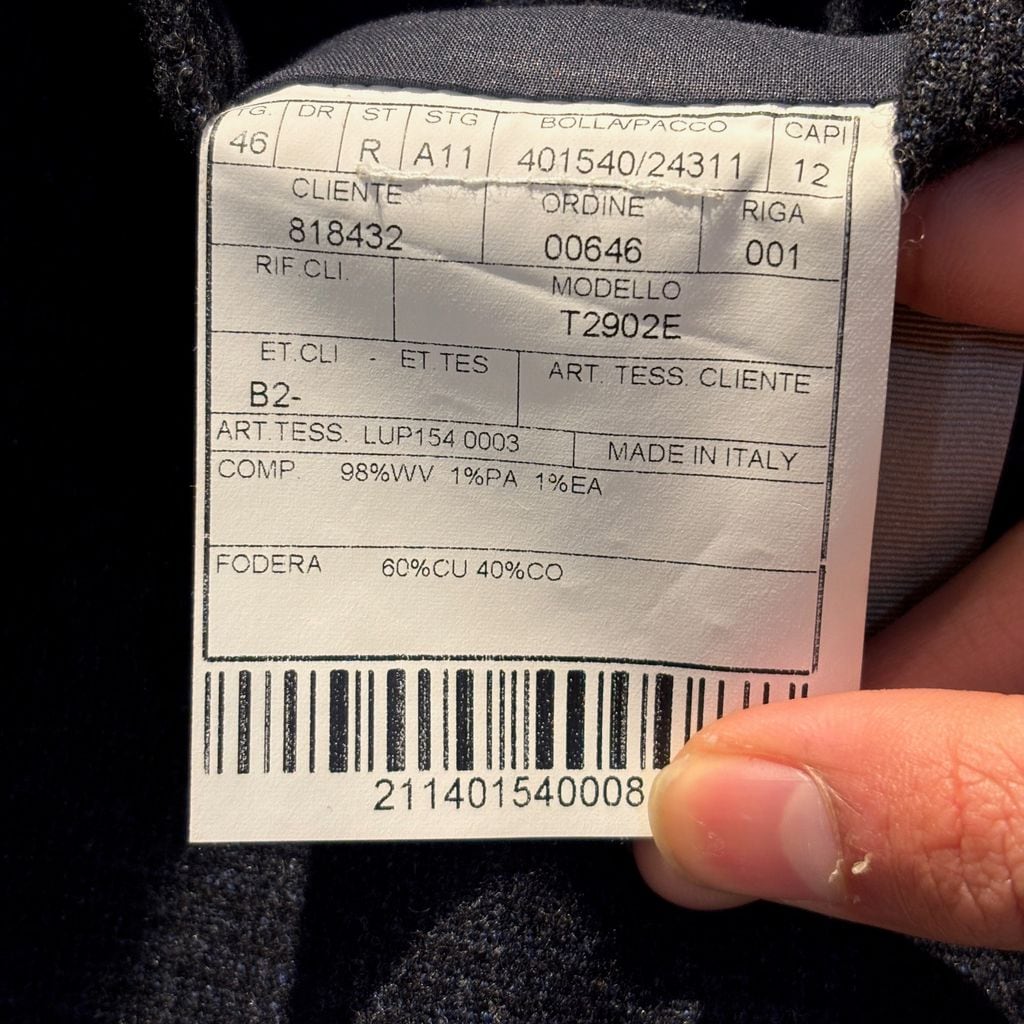 TG. DR ST STG BOLLA/PACCO CAPI
46 R A11 401540/24311 12
CLIENTE ORDINE RIGA
818432 00646 001
RIF.CLI. MODELLO
T2902E
ET.CLI - ET.TES ART. TESS. CLIENTE
B2-
ART.TESS. LUP154 0003 MADE IN ITALY
COMP. 98%WV 1%PA 1%EA
FODERA 60%CU 40%CO
211401540008